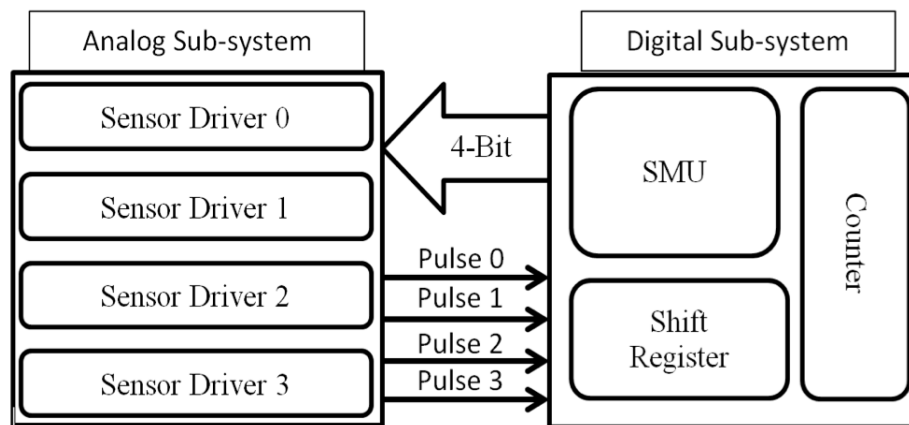 Analog Sub-system
Sensor Driver 0
Sensor Driver 1
Sensor Driver 2
Sensor Driver 3
4-Bit
Pulse 0
Pulse 1
Pulse 2
Pulse 3
Digital Sub-system
SMU
Shift
Register
Counter